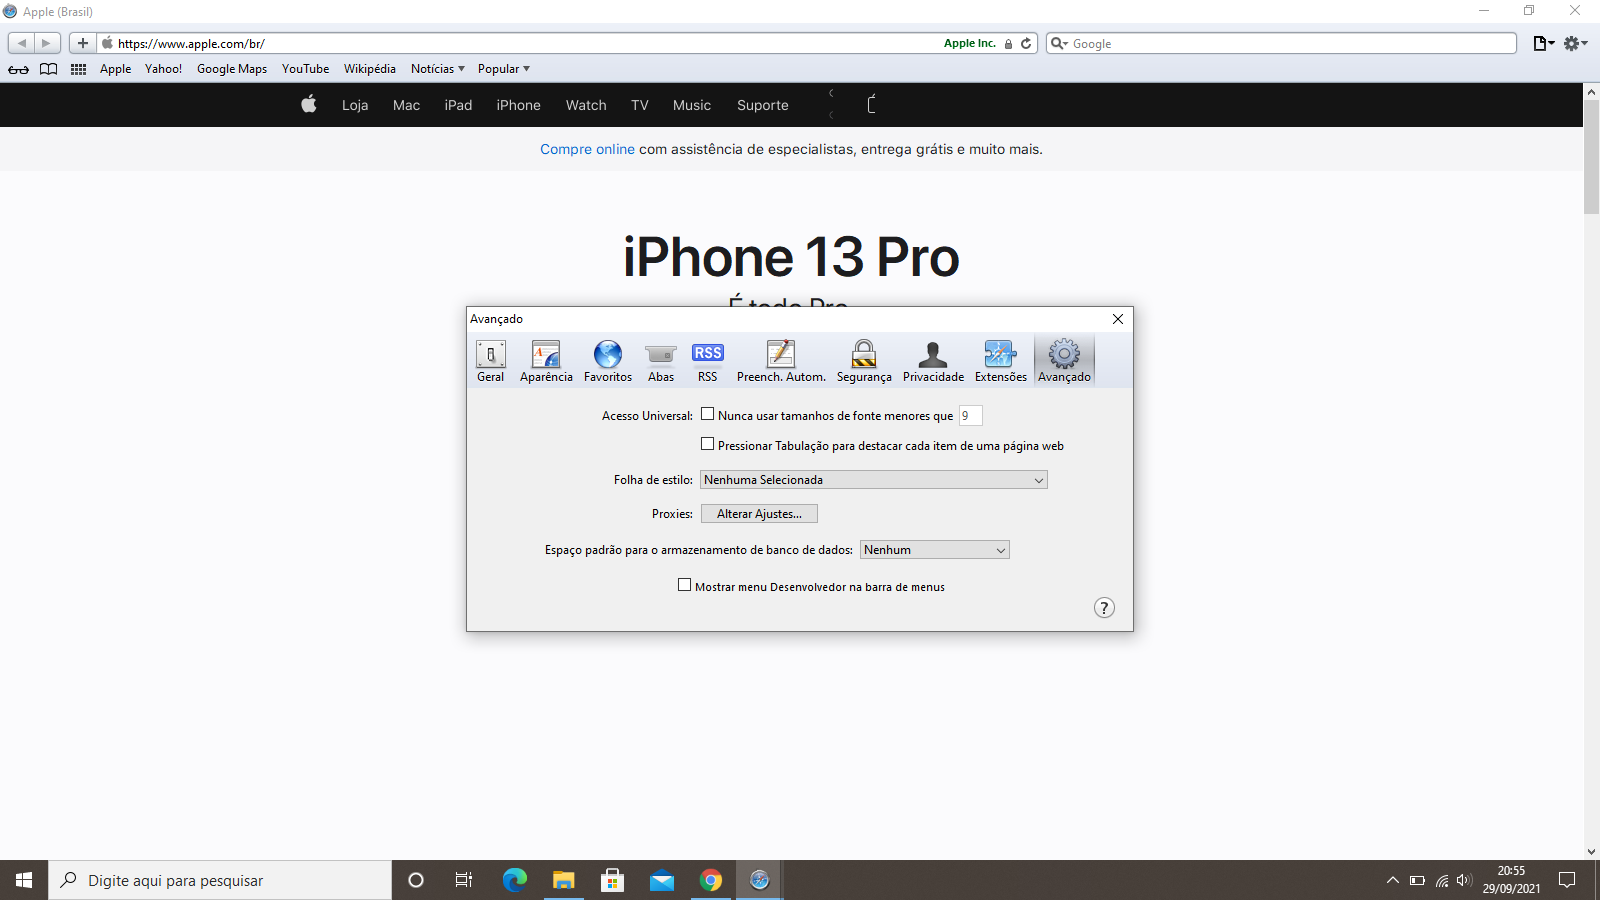 Apple (Brasil)
https://www.apple.com/br/
Apple Inc.
Google
Apple
Yahoo!
Google Maps
YouTube
Wikipédia
Notícias
Popular
Loja
Mac
iPad
iPhone
Watch
TV
Music
Suporte
Compre online com assistência de especialistas, entrega grátis e muito mais.
iPhone 13 Pro
É todo Pro.
Avançado
Geral
Aparência
Favoritos
Abas
RSS
RSS
Preench. Autom.
Segurança
Privacidade
Extensões
Avançado
Acesso Universal:
Nunca usar tamanhos de fonte menores que 9
Pressionar Tabulação para destacar cada item de uma página web
Folha de estilo:
Nenhuma Selecionada
Proxies:
Alterar Ajustes...
Espaço padrão para o armazenamento de banco de dados:
Nenhum
Mostrar menu Desenvolvedor na barra de menus
?
Digite aqui para pesquisar
20:55
29/09/2021